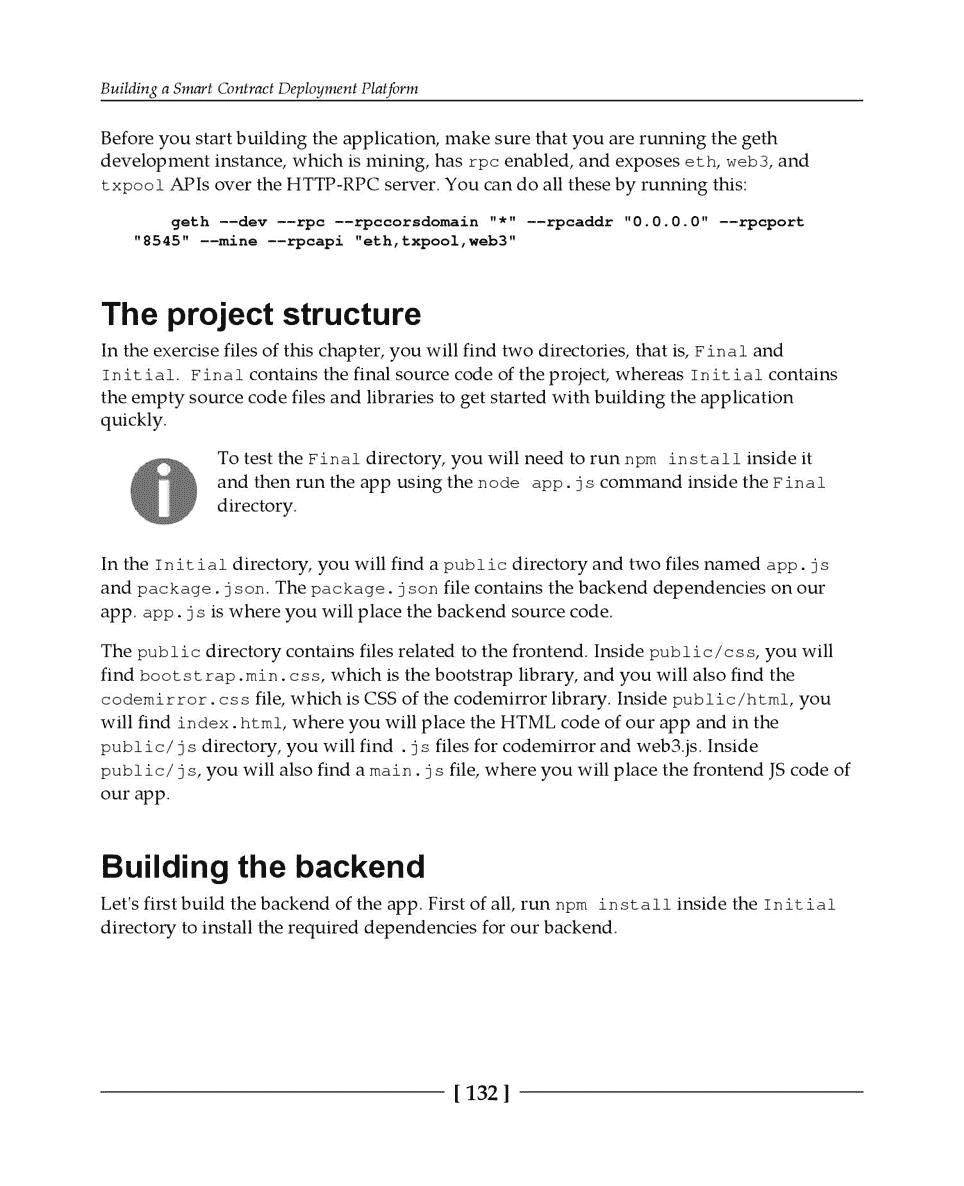 Building a Smart Contract Deployment Platform
Before you start building the application, make sure that you are running the geth
development instance, which is mining, has rpc enabled, and exposes eth, web3, and
txpool APIs over the HTTP-RPC server. You can do all these by running this:
geth --dev --rpc --rpccorsdomain "*" --rpcaddr "0.0.0.0" --rpcport
"8545" --mine --rpcapi "eth,txpool,web3"
The project structure
In the exercise files of this chapter, you will find two directories, that is, Final and
Initial. Final contains the final source code of the project, whereas Initial contains
the empty source code files and libraries to get started with building the application
quickly.
To test the Final directory, you will need to run npm install inside it
and then run the app using the node app.js command inside the Final
directory.
In the Initial directory, you will find a public directory and two files named app.js
and package.json. The package.json file contains the backend dependencies on our
app. app.js is where you will place the backend source code.
The public directory contains files related to the frontend. Inside public/css, you will
find bootstrap.min.css, which is the bootstrap library, and you will also find the
codemirror.css file, which is CSS of the codemirror library. Inside public/html, you
will find index.html, where you will place the HTML code of our app and in the
public/js directory, you will find .js files for codemirror and web3.js. Inside
public/js, you will also find a main.js file, where you will place the frontend JS code of
our app.
Building the backend
Let's first build the backend of the app. First of all, run npm install inside the Initial
directory to install the required dependencies for our backend.
[ 132 ]